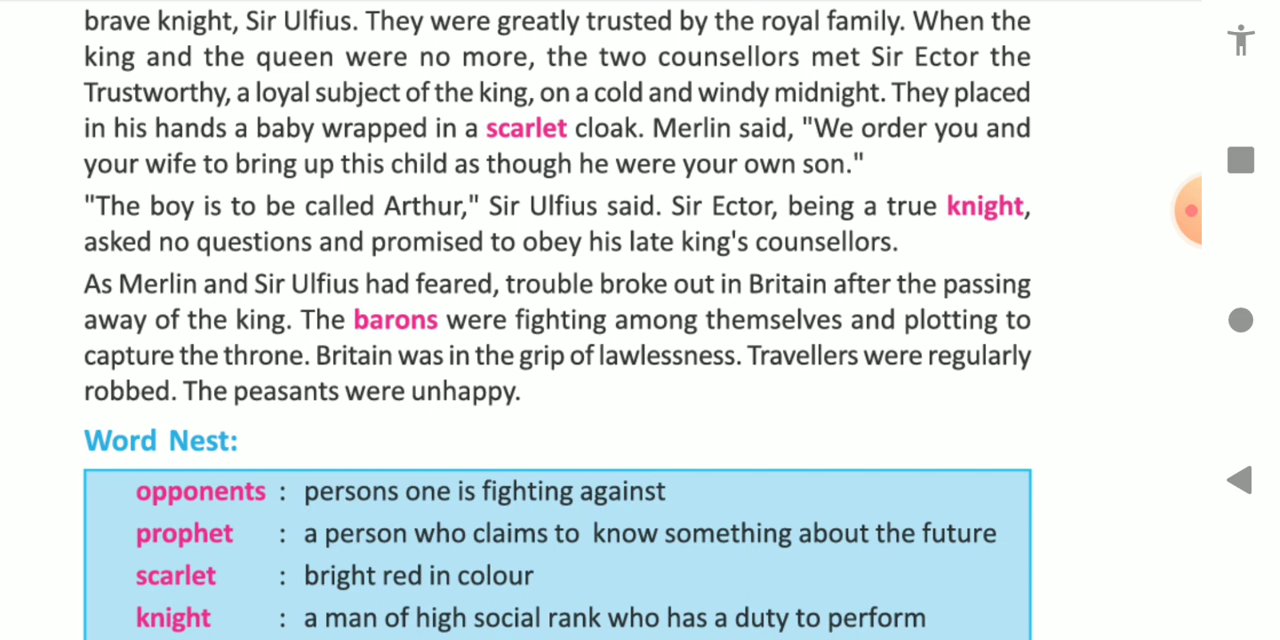 brave knight, Sir Ulfius. They were greatly trusted by the royal family. When the
king and the queen were no more, the two counsellors met Sir Ector the
Trustworthy, a loyal subject of the king, on a cold and windy midnight. They placed
in his hands a baby wrapped in a scarlet cloak. Merlin said, "We order you and
your wife to bring up this child as though he were your own son."
"The boy is to be called Arthur," Sir Ulfius said. Sir Ector, being a true knight,
asked no questions and promised to obey his late king's counsellors.
As Merlin and Sir Ulfius had feared, trouble broke out in Britain after the passing
away of the king. The barons were fighting among themselves and plotting to
capture the throne. Britain was in the grip of lawlessness. Travellers were regularly
robbed. The peasants were unhappy.
Word Nest:
opponents : persons one is fighting against
prophet : a person who claims to know something about the future
scarlet : bright red in colour
knight : a man of high social rank who has a duty to perform